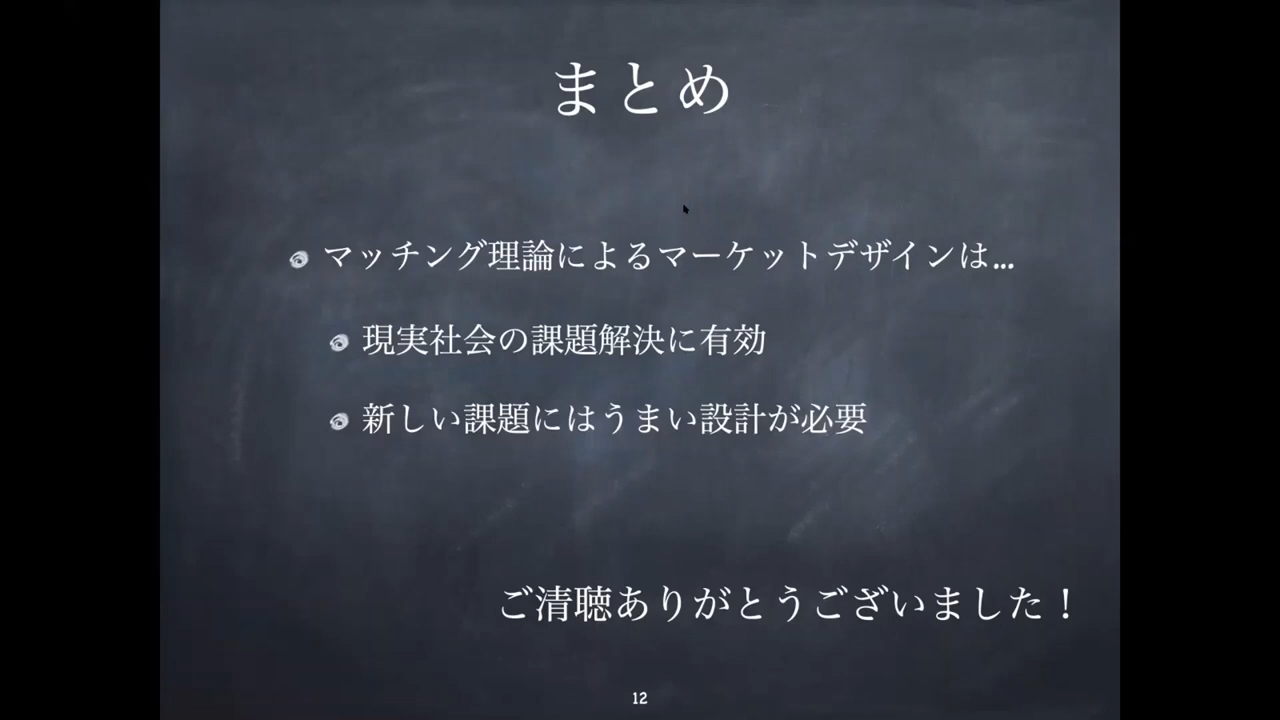 まとめ
マッチング理論によるマーケットデザインは...
現実社会の課題解決に有効
新しい課題にはうまい設計が必要
ご清聴ありがとうございました！
12